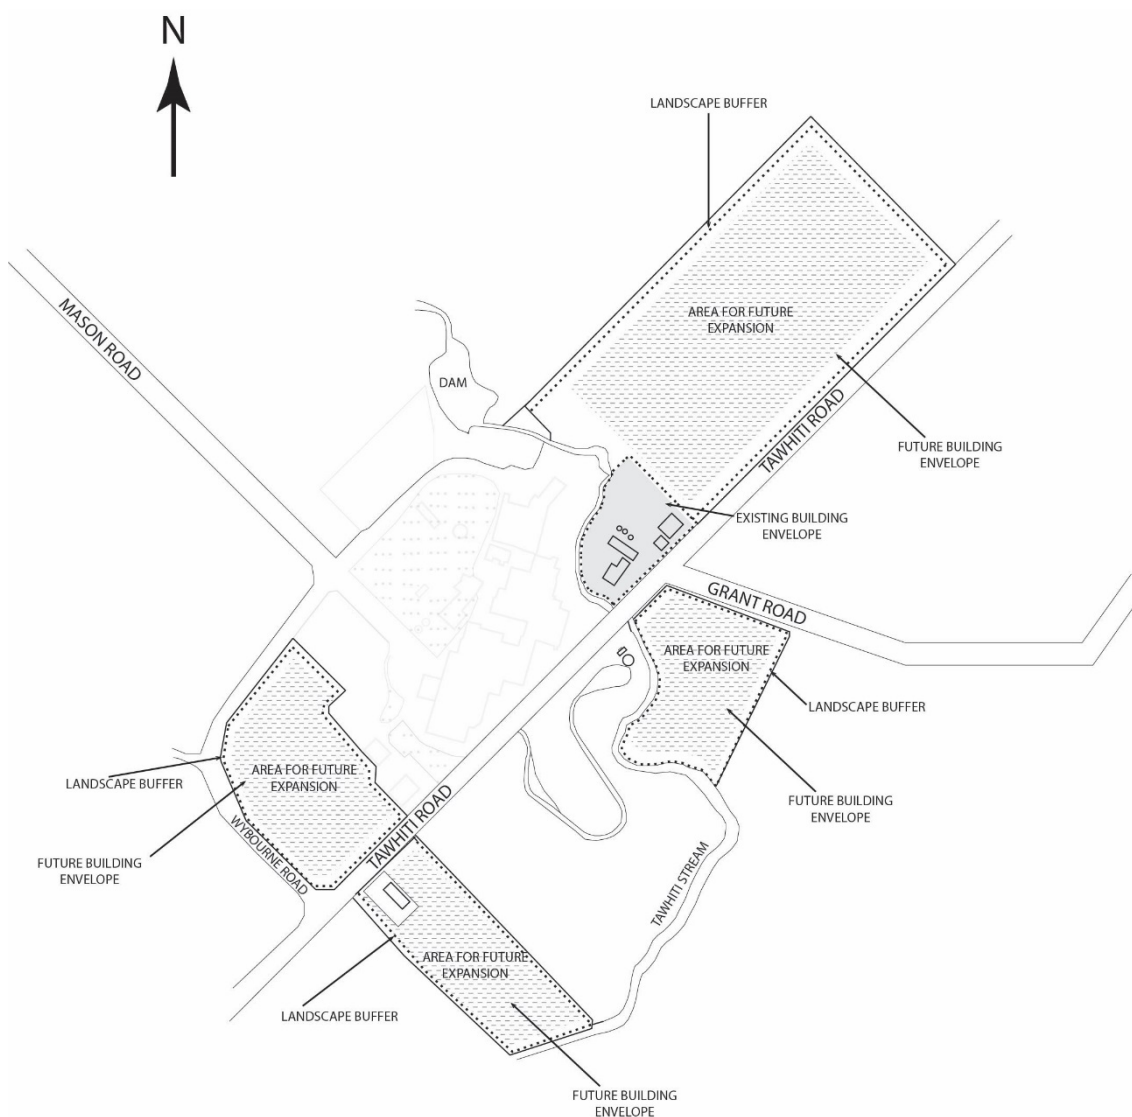 N
LANDSCAPE BUFFER
MASON ROAD
AREA FOR FUTURE
EXPANSION
DAM
TAWHITI ROAD
FUTURE BUILDING
ENVELOPE
EXISTING BUILDING
ENVELOPE
GRANT ROAD
AREA FOR FUTURE
EXPANSION
LANDSCAPE BUFFER
AREA FOR FUTURE
EXPANSION
LANDSCAPE BUFFER
FUTURE BUILDING
ENVELOPE
TAWHITI ROAD
WYBOURNE ROAD
FUTURE BUILDING
ENVELOPE
TAWHITI STREAM
AREA FOR FUTURE
EXPANSION
LANDSCAPE BUFFER
FUTURE BUILDING
ENVELOPE